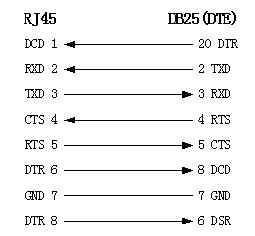 RJ45 DB25(DTE)
DCD 1 20 DTR
RXD 2 2 TXD
TXD 3 3 RXD
CTS 4 4 RTS
RTS 5 5 CTS
DTR 6 8 DCD
GND 7 7 GND
DTR 8 6 DSR